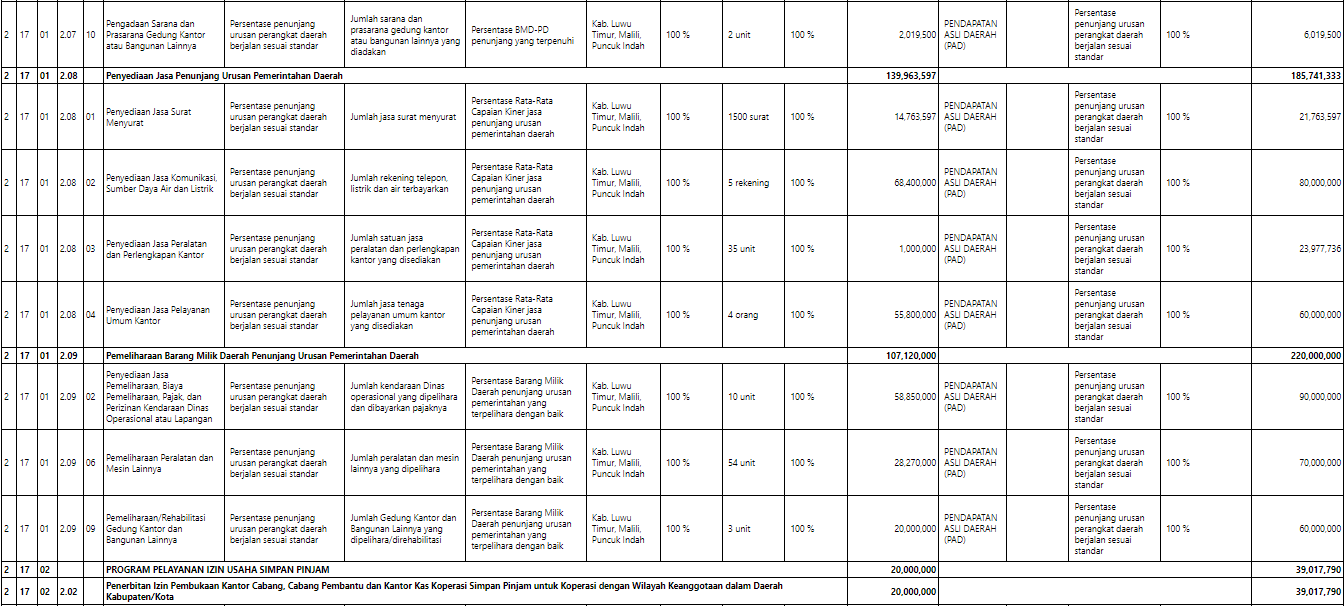 2 17 01 2.07 10 Pengadaan Sarana dan Prasarana Gedung Kantor atau Bangunan Lainnya Persentase penunjang urusan perangkat daerah berjalan sesuai standar Jumlah sarana dan prasarana gedung kantor atau bangunan lainnya yang diadakan Persentase BMD-PD penunjang yang terpenuhi Kab. Luwu Timur, Malili, Puncuk Indah 100 % 2 unit 100 % 2,019,500 PENDAPATAN ASLI DAERAH (PAD) Persentase penunjang urusan perangkat daerah berjalan sesuai standar 100 % 6,019,500
2 17 01 2.08 Penyediaan Jasa Penunjang Urusan Pemerintahan Daerah 139,963,597 185,741,333
2 17 01 2.08 01 Penyediaan Jasa Surat Menyurat Persentase penunjang urusan perangkat daerah berjalan sesuai standar Jumlah jasa surat menyurat Persentase Rata-Rata Capaian Kiner jasa penunjang urusan pemerintahan daerah Kab. Luwu Timur, Malili, Puncuk Indah 100 % 1500 surat 100 % 14,763,597 PENDAPATAN ASLI DAERAH (PAD) Persentase penunjang urusan perangkat daerah berjalan sesuai standar 100 % 21,763,597
2 17 01 2.08 02 Penyediaan Jasa Komunikasi, Sumber Daya Air dan Listrik Persentase penunjang urusan perangkat daerah berjalan sesuai standar Jumlah rekening telepon, listrik dan air terbayarkan Persentase Rata-Rata Capaian Kiner jasa penunjang urusan pemerintahan daerah Kab. Luwu Timur, Malili, Puncuk Indah 100 % 5 rekening 100 % 68,400,000 PENDAPATAN ASLI DAERAH (PAD) Persentase penunjang urusan perangkat daerah berjalan sesuai standar 100 % 80,000,000
2 17 01 2.08 03 Penyediaan Jasa Peralatan dan Perlengkapan Kantor Persentase penunjang urusan perangkat daerah berjalan sesuai standar Jumlah satuan jasa peralatan dan perlengkapan kantor yang disediakan Persentase Rata-Rata Capaian Kiner jasa penunjang urusan pemerintahan daerah Kab. Luwu Timur, Malili, Puncuk Indah 100 % 35 unit 100 % 1,000,000 PENDAPATAN ASLI DAERAH (PAD) Persentase penunjang urusan perangkat daerah berjalan sesuai standar 100 % 23,977,736
2 17 01 2.08 04 Penyediaan Jasa Pelayanan Umum Kantor Persentase penunjang urusan perangkat daerah berjalan sesuai standar Jumlah jasa tenaga pelayanan umum kantor yang disediakan Persentase Rata-Rata Capaian Kiner jasa penunjang urusan pemerintahan daerah Kab. Luwu Timur, Malili, Puncuk Indah 100 % 4 orang 100 % 55,800,000 PENDAPATAN ASLI DAERAH (PAD) Persentase penunjang urusan perangkat daerah berjalan sesuai standar 100 % 60,000,000
2 17 01 2.09 Pemeliharaan Barang Milik Daerah Penunjang Urusan Pemerintahan Daerah 107,120,000 220,000,000
2 17 01 2.09 02 Penyediaan Jasa Pemeliharaan, Biaya Pemeliharaan, Pajak, dan Perizinan Kendaraan Dinas Operasional atau Lapangan Persentase penunjang urusan perangkat daerah berjalan sesuai standar Jumlah kendaraan Dinas operasional yang dipelihara dan dibayarkan pajaknya Persentase Barang Milik Daerah penunjang urusan pemerintahan yang terpelihara dengan baik Kab. Luwu Timur, Malili, Puncuk Indah 100 % 10 unit 100 % 58,850,000 PENDAPATAN ASLI DAERAH (PAD) Persentase penunjang urusan perangkat daerah berjalan sesuai standar 100 % 90,000,000
2 17 01 2.09 06 Pemeliharaan Peralatan dan Mesin Lainnya Persentase penunjang urusan perangkat daerah berjalan sesuai standar Jumlah peralatan dan mesin lainnya yang dipelihara Persentase Barang Milik Daerah penunjang urusan pemerintahan yang terpelihara dengan baik Kab. Luwu Timur, Malili, Puncuk Indah 100 % 54 unit 100 % 28,270,000 PENDAPATAN ASLI DAERAH (PAD) Persentase penunjang urusan perangkat daerah berjalan sesuai standar 100 % 70,000,000
2 17 01 2.09 09 Pemeliharaan/Rehabilitasi Gedung Kantor dan Bangunan Lainnya Persentase penunjang urusan perangkat daerah berjalan sesuai standar Jumlah Gedung Kantor dan Bangunan Lainnya yang dipelihara/direhabilitasi Persentase Barang Milik Daerah penunjang urusan pemerintahan yang terpelihara dengan baik Kab. Luwu Timur, Malili, Puncuk Indah 100 % 3 unit 100 % 20,000,000 PENDAPATAN ASLI DAERAH (PAD) Persentase penunjang urusan perangkat daerah berjalan sesuai standar 100 % 60,000,000
2 17 02 PROGRAM PELAYANAN IZIN USAHA SIMPAN PINJAM 20,000,000 39,017,790
2 17 02 2.02 Penerbitan Izin Pembukaan Kantor Cabang, Cabang Pembantu dan Kantor Kas Koperasi Simpan Pinjam untuk Koperasi dengan Wilayah Keanggotaan dalam Daerah Kabupaten/Kota 20,000,000 39,017,790